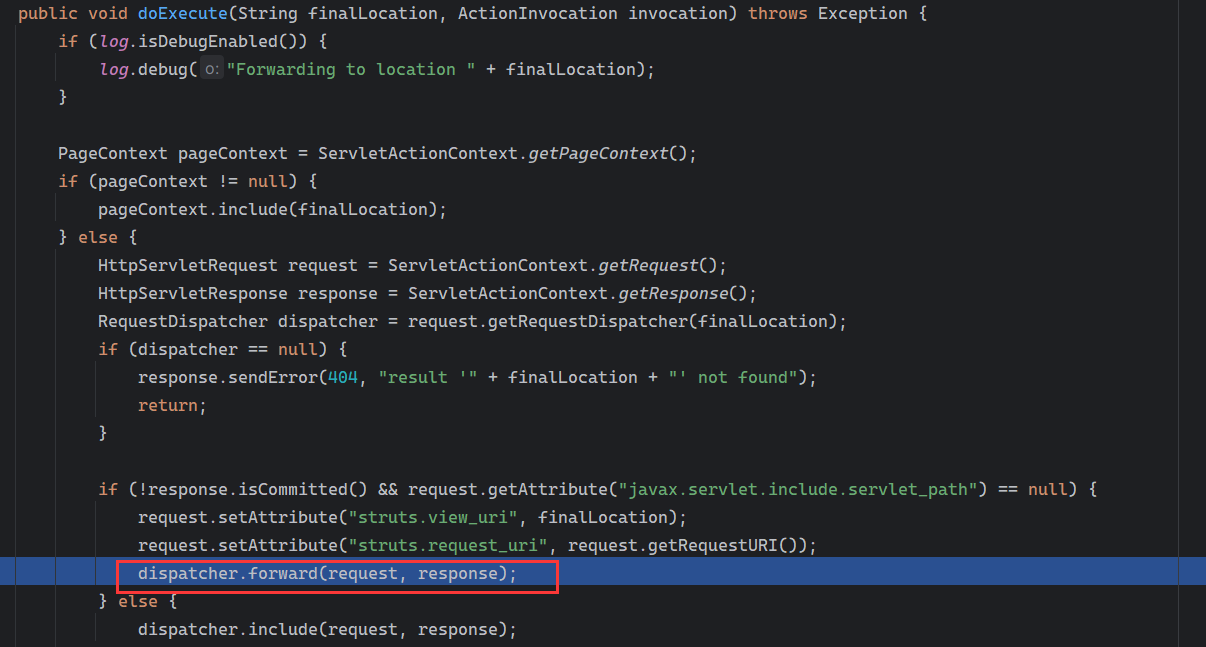 public void doExecute(String finalLocation, ActionInvocation invocation) throws Exception {
    if (log.isDebugEnabled()) {
        log.debug( o: "Forwarding to location " + finalLocation);
    }

    PageContext pageContext = ServletActionContext.getPageContext();
    if (pageContext != null) {
        pageContext.include(finalLocation);
    } else {
        HttpServletRequest request = ServletActionContext.getRequest();
        HttpServletResponse response = ServletActionContext.getResponse();
        RequestDispatcher dispatcher = request.getRequestDispatcher(finalLocation);
        if (dispatcher == null) {
            response.sendError(404, "result '" + finalLocation + "' not found");
            return;
        }

        if (!response.isCommitted() && request.getAttribute("javax.servlet.include.servlet_path") == null) {
            request.setAttribute("struts.view_uri", finalLocation);
            request.setAttribute("struts.request_uri", request.getRequestURI());
            dispatcher.forward(request, response);
        } else {
            dispatcher.include(request, response);